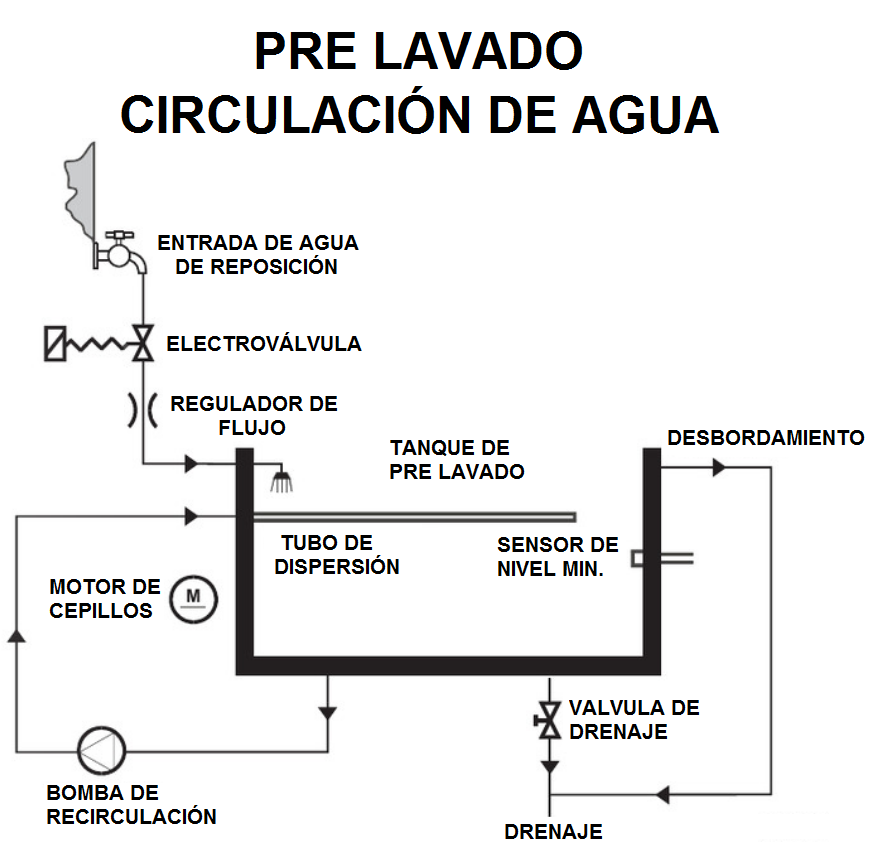 PRE LAVADO
CIRCULACIÓN DE AGUA
ENTRADA DE AGUA
DE REPOSICIÓN
ELECTROVÁLVULA
REGULADOR DE
FLUJO
DESBORDAMIENTO
TANQUE DE
PRE LAVADO
TUBO DE
DISPERSIÓN
SENSOR DE
NIVEL MIN.
MOTOR DE
CEPILLOS
M
VALVULA DE
DRENAJE
BOMBA DE
RECIRCULACIÓN
DRENAJE